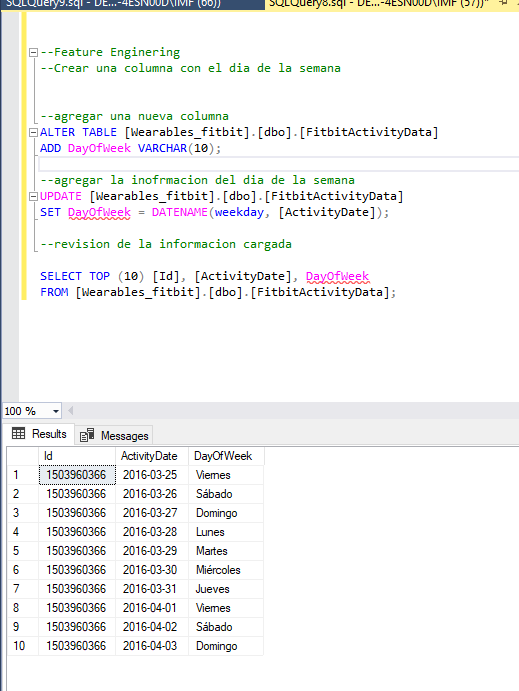 SQLQuery9.sql - DE...-4ESN00D\IMF (66))
SQLQuery8.sql - DE...-4ESN00D\IMF (57))*
--Feature Enginering
--Crear una columna con el dia de la semana
--agregar una nueva columna
ALTER TABLE [Wearables_fitbit].[dbo].[FitbitActivityData]
ADD DayOfWeek VARCHAR(10);
--agregar la inofrmacion del dia de la semana
UPDATE [Wearables_fitbit].[dbo].[FitbitActivityData]
SET DayOfWeek = DATENAME(weekday, [ActivityDate]);
--revision de la informacion cargada
SELECT TOP (10) [Id], [ActivityDate], DayOfWeek
FROM [Wearables_fitbit].[dbo].[FitbitActivityData];
100 %
Results Messages
Id ActivityDate DayOfWeek
1 1503960366 2016-03-25 Viernes
2 1503960366 2016-03-26 Sábado
3 1503960366 2016-03-27 Domingo
4 1503960366 2016-03-28 Lunes
5 1503960366 2016-03-29 Martes
6 1503960366 2016-03-30 Miércoles
7 1503960366 2016-03-31 Jueves
8 1503960366 2016-04-01 Viernes
9 1503960366 2016-04-02 Sábado
10 1503960366 2016-04-03 Domingo